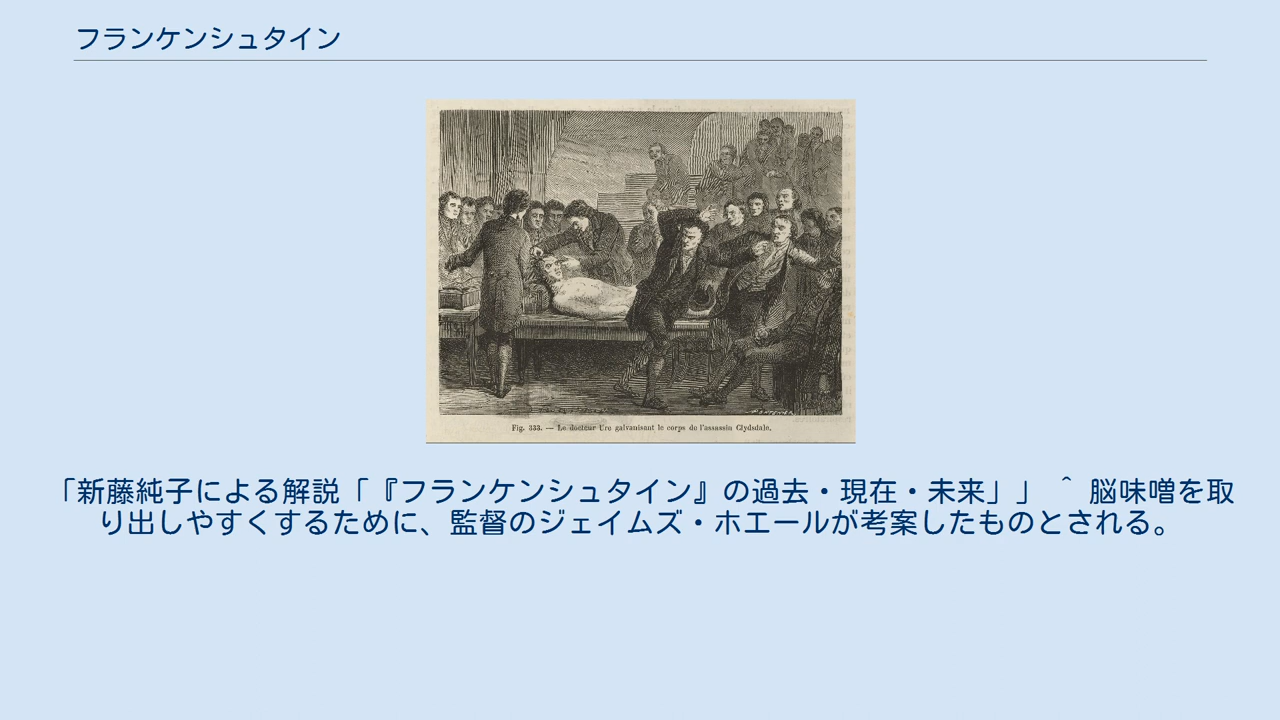 フランケンシュタイン
Fig. 333. — Le docteur Ure galvanisant le corps de l'assassin Clydsdale.
「新藤純子による解説「『フランケンシュタイン』の過去・現在・未来」」 ^ 脳味噌を取
り出しやすくするために、監督のジェイムズ・ホエールが考案したものとされる。